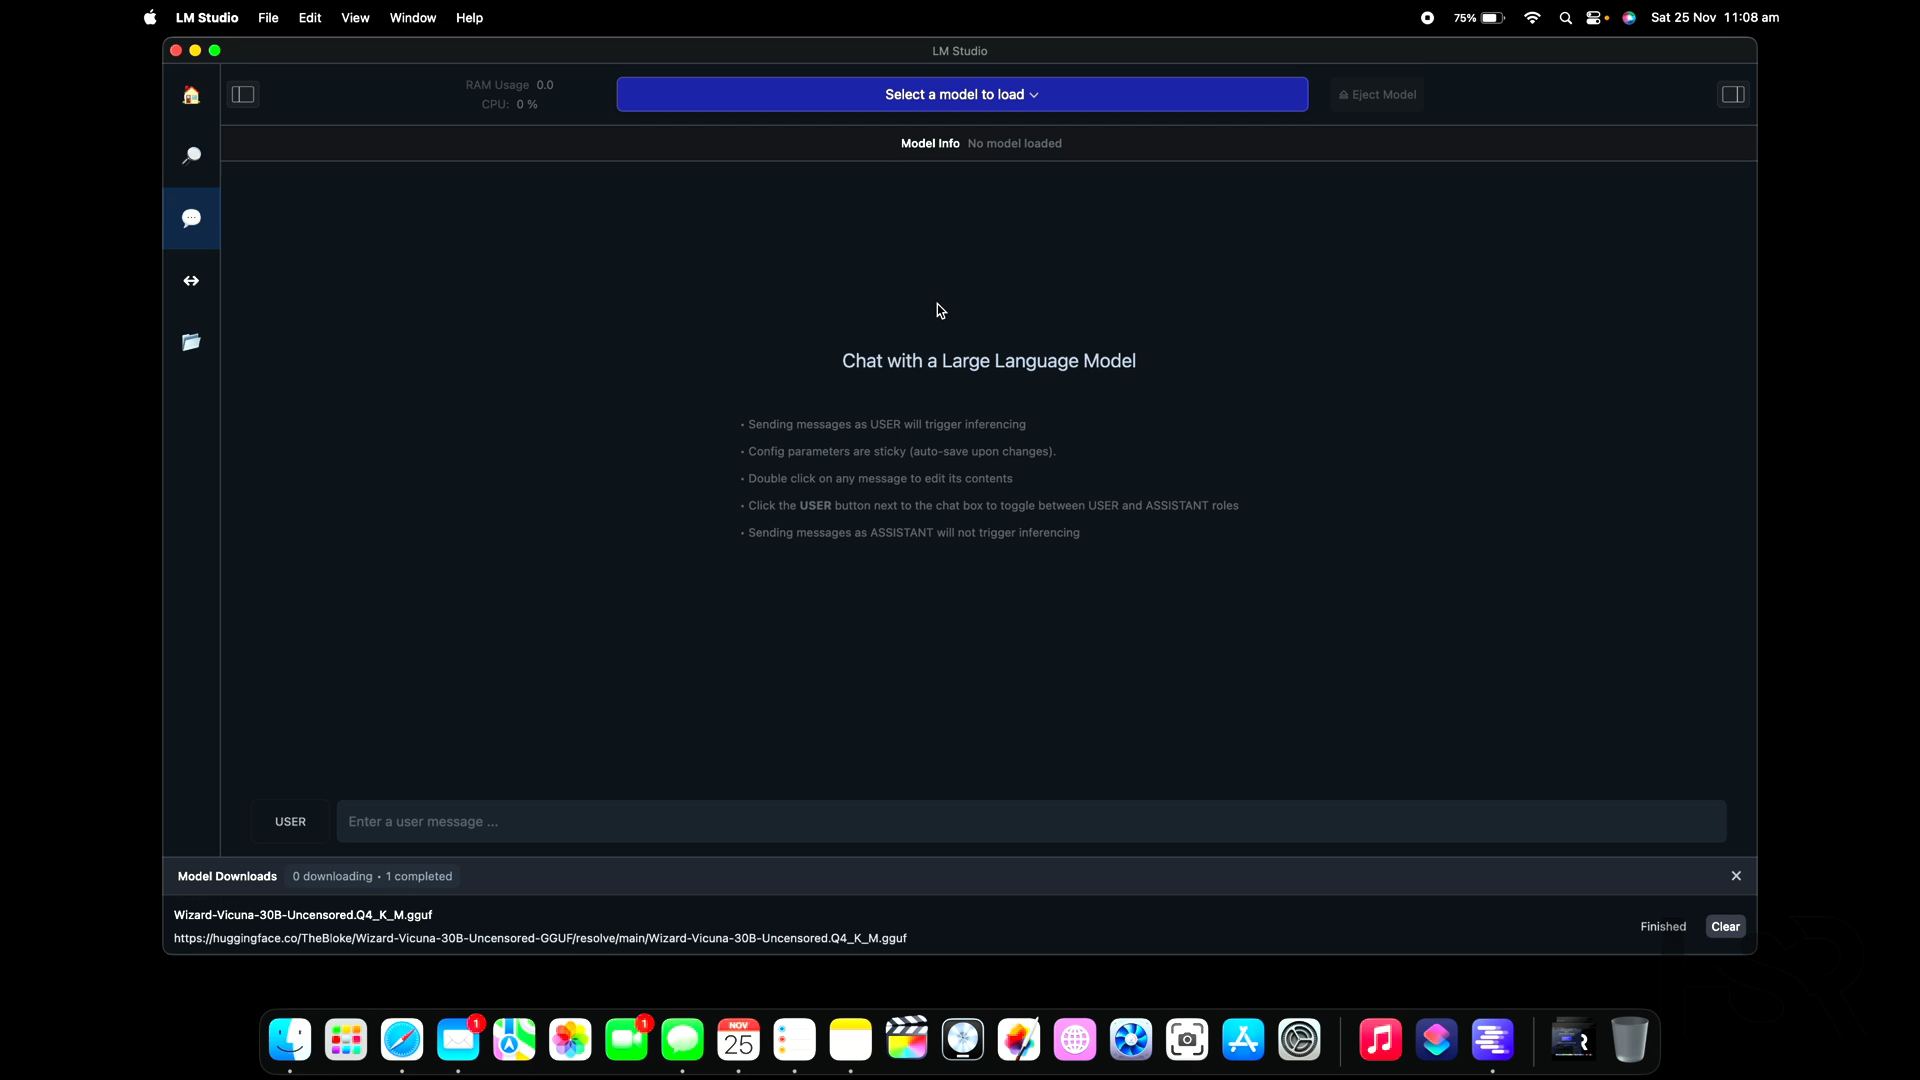 LM Studio File Edit View Window Help
75% Sat 25 Nov 11:08 am
LM Studio
RAM Usage 0.0
CPU: 0 %
Select a model to load
Eject Model
Model Info No model loaded
Chat with a Large Language Model
• Sending messages as USER will trigger inferencing
• Config parameters are sticky (auto-save upon changes).
• Double click on any message to edit its contents
• Click the USER button next to the chat box to toggle between USER and ASSISTANT roles
• Sending messages as ASSISTANT will not trigger inferencing
USER
Enter a user message ...
Model Downloads 0 downloading • 1 completed
Wizard-Vicuna-30B-Uncensored.Q4_K_M.gguf
https://huggingface.co/TheBloke/Wizard-Vicuna-30B-Uncensored-GGUF/resolve/main/Wizard-Vicuna-30B-Uncensored.Q4_K_M.gguf
Finished Clear
1
1
NOV
25